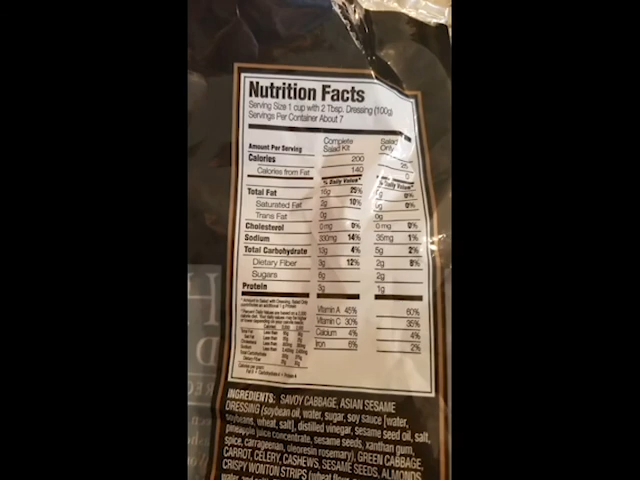 Nutrition Facts
Serving Size 1 cup with 2 Tbsp. Dressing (100g)
Servings Per Container About 7
Amount Per Serving Complete Salad Kit Salad Only
Calories 200 25
Calories from Fat 140 0
% Daily Value* % Daily Value*
Total Fat 16g 25% 0g 0%
Saturated Fat 2g 10% 0g 0%
Trans Fat 0g 0g
Cholesterol 0mg 0% 0mg 0%
Sodium 330mg 14% 35mg 1%
Total Carbohydrate 13g 4% 5g 2%
Dietary Fiber 3g 12% 2g 8%
Sugars 6g 2g
Protein 3g 1g
Vitamin A 45% 60%
Vitamin C 30% 35%
Calcium 4% 4%
Iron 6% 2%
INGREDIENTS: SAVOY CABBAGE, ASIAN SESAME
DRESSING (soybean oil, water, sugar, soy sauce [water,
soybeans, wheat, salt], distilled vinegar, sesame seed oil, salt,
pineapple juice concentrate, sesame seeds, xanthan gum,
spice, carrageenan, oleoresin rosemary), GREEN CABBAGE,
CARROT, CELERY, CASHEWS, SESAME SEEDS, ALMONDS,
CRISPY WONTON STRIPS (wheat flour